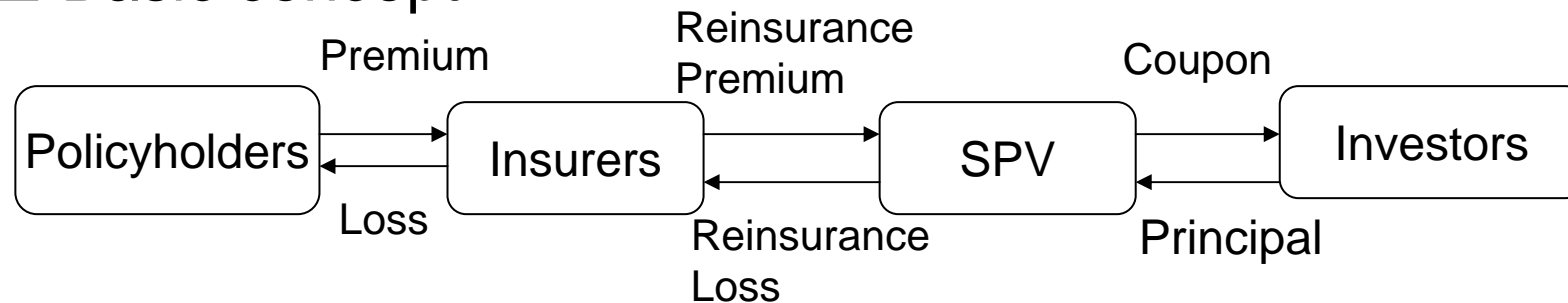 Premium
Reinsurance
Premium
Coupon
Policyholders
Insurers
SPV
Investors
Loss
Reinsurance
Loss
Principal